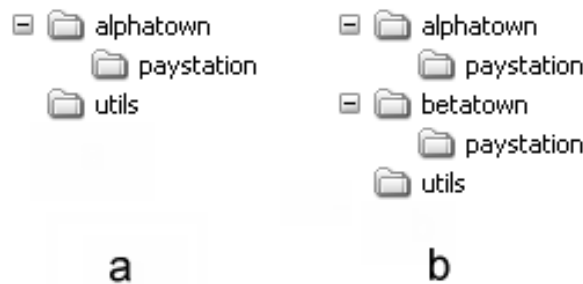 alphatown
paystation
utils
a
alphatown
paystation
betatown
paystation
utils
b